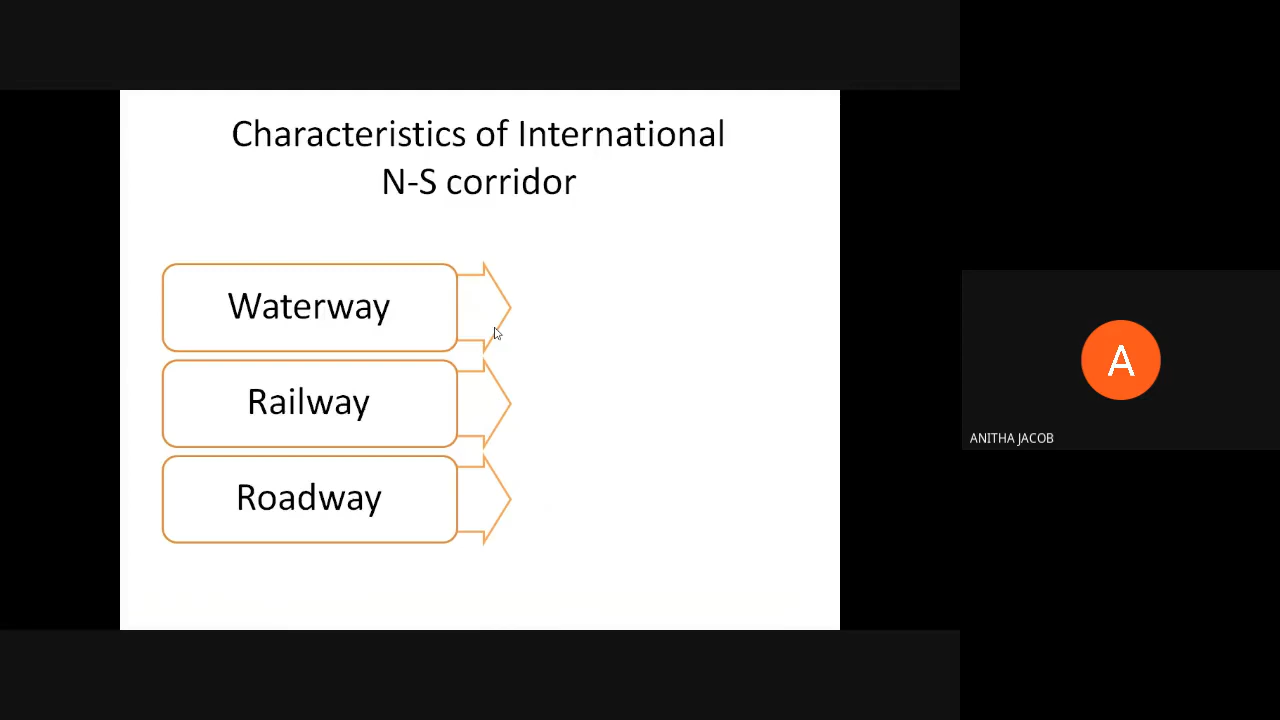 Characteristics of International
N-S corridor
Waterway
Railway
Roadway
A
ANITHA JACOB